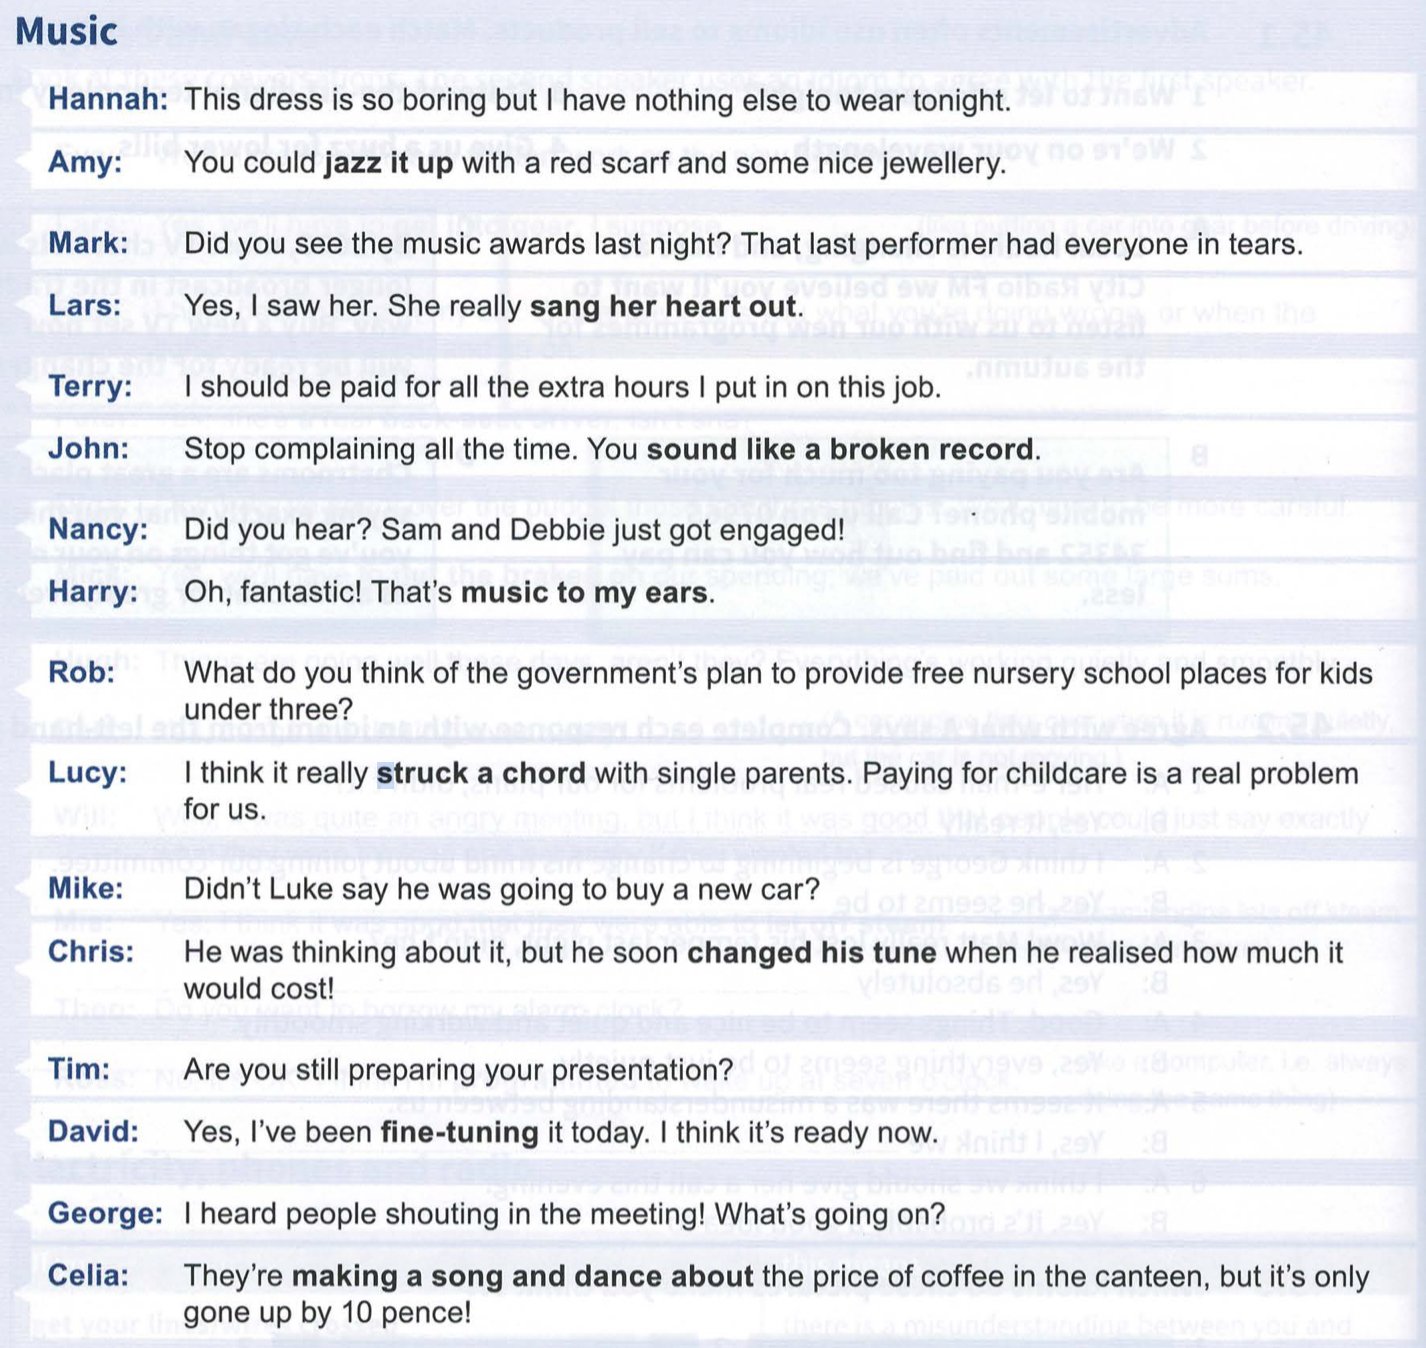 Music
Hannah: This dress is so boring but I have nothing else to wear tonight.
Amy: You could jazz it up with a red scarf and some nice jewellery.
Mark: Did you see the music awards last night? That last performer had everyone in tears.
Lars: Yes, I saw her. She really sang her heart out.
Terry: I should be paid for all the extra hours I put in on this job.
John: Stop complaining all the time. You sound like a broken record.
Nancy: Did you hear? Sam and Debbie just got engaged!
Harry: Oh, fantastic! That's music to my ears.
Rob: What do you think of the government's plan to provide free nursery school places for kids
under three?
Lucy: I think it really struck a chord with single parents. Paying for childcare is a real problem
for us.
Mike: Didn't Luke say he was going to buy a new car?
Chris: He was thinking about it, but he soon changed his tune when he realised how much it
would cost!
Tim: Are you still preparing your presentation?
David: Yes, I've been fine-tuning it today. I think it's ready now.
George: I heard people shouting in the meeting! What's going on?
Celia: They're making a song and dance about the price of coffee in the canteen, but it's only
gone up by 10 pence!